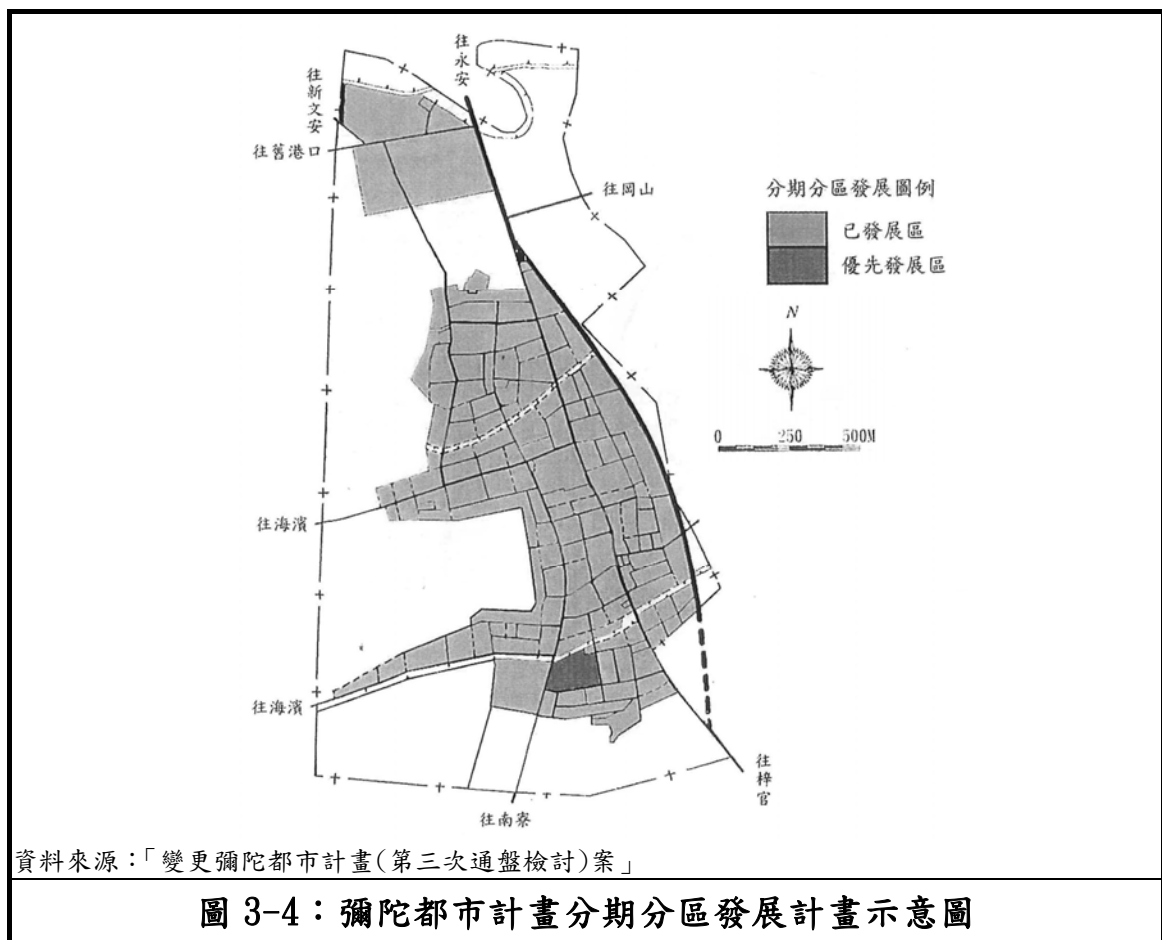 往永安
往新文安
往舊港口
往岡山
分期分區發展圖例
已發展區
優先發展區
N
0 250 500M
往海濱
往海濱
往梓官
往南寮
資料來源：「變更彌陀都市計畫(第三次通盤檢討)案」
圖 3-4：彌陀都市計畫分期分區發展計畫示意圖